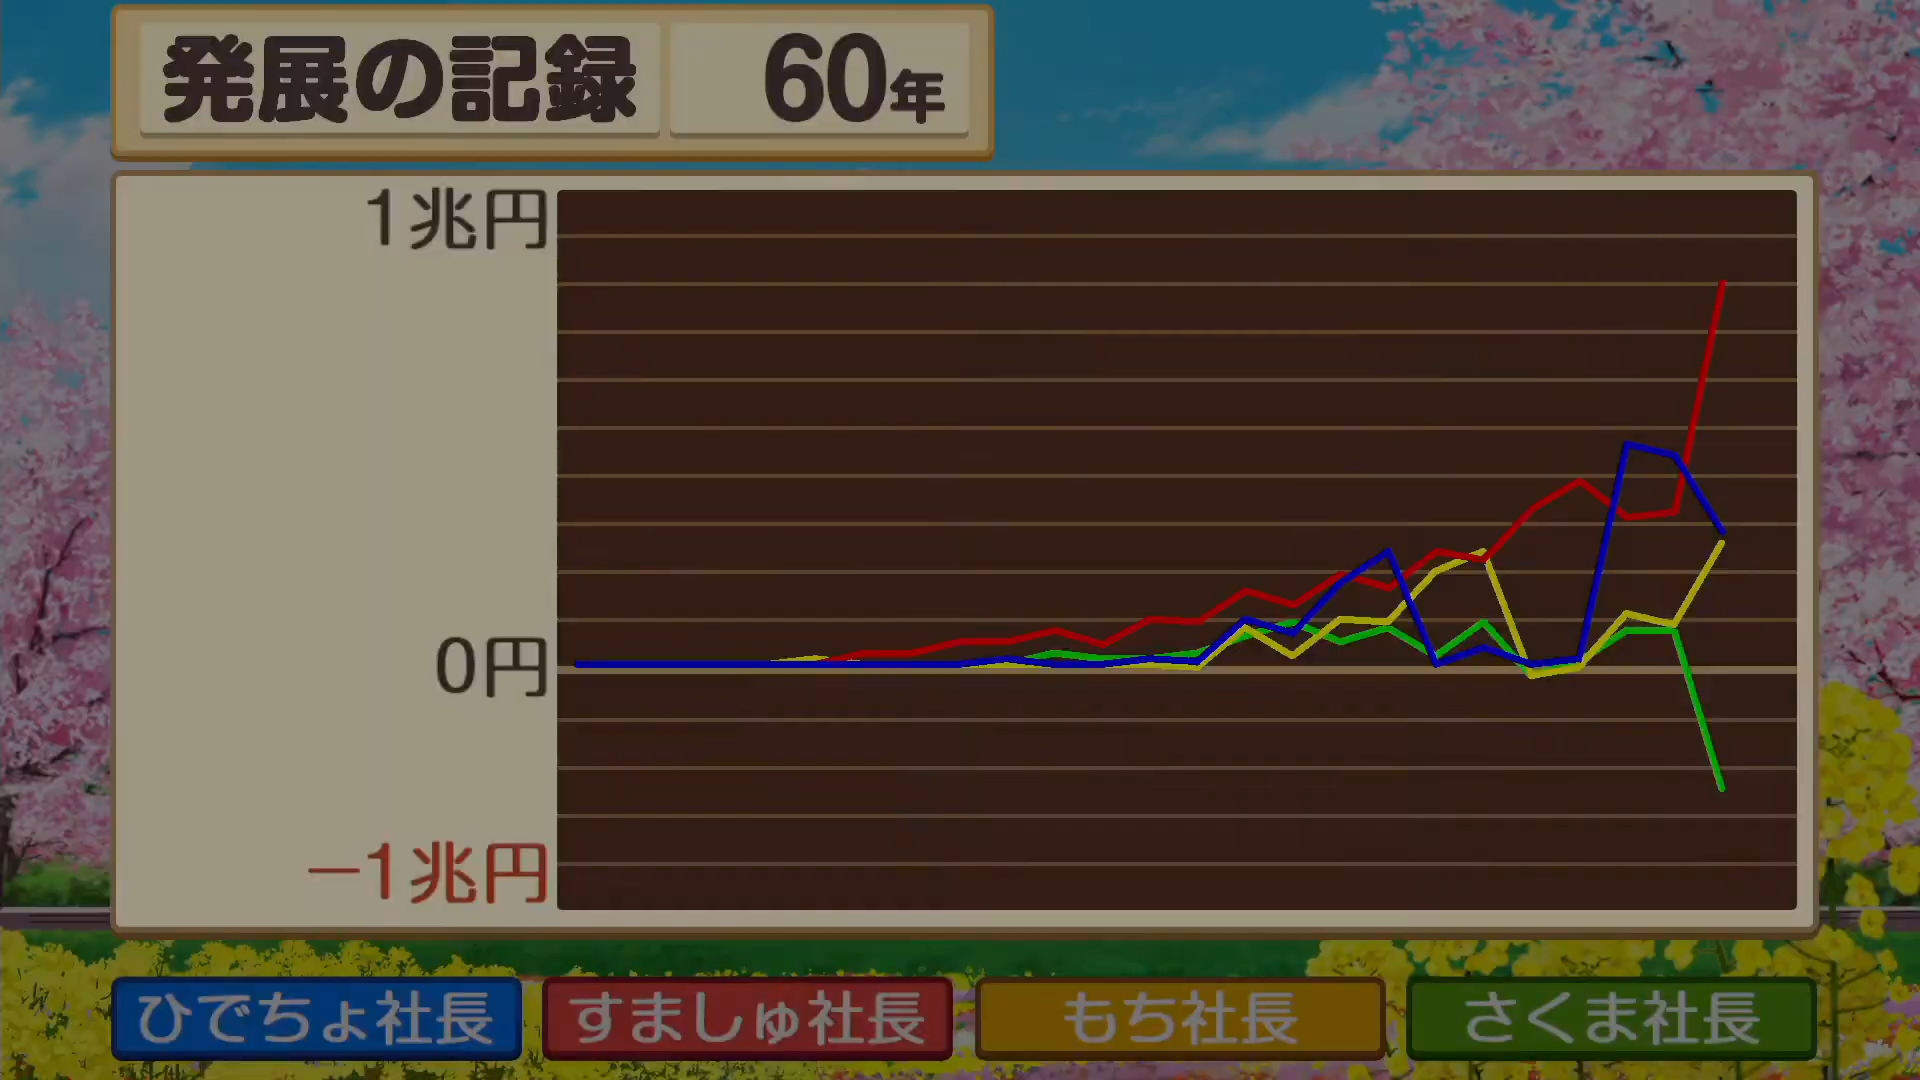 発展の記録 60年
1兆円
0円
−1兆円
ひでちょ社長 すましゅ社長 もち社長 さくま社長